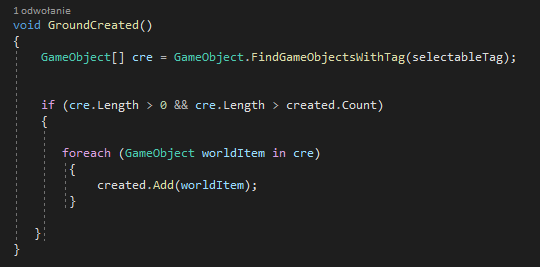 1 odwołanie
void GroundCreated()
{
GameObject[] cre = GameObject.FindGameObjectsWithTag(selectableTag);
if (cre.Length > 0 && cre.Length > created.Count)
{
foreach (GameObject worldItem in cre)
{
created.Add(worldItem);
}
}
}